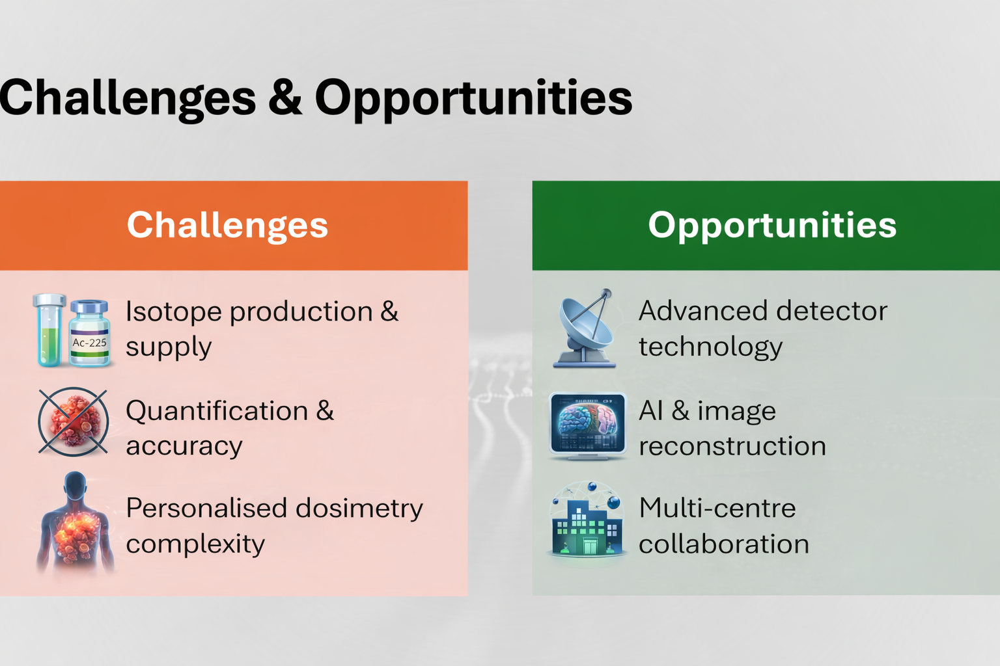 Challenges & Opportunities
Challenges
Isotope production &
supply
Ac-225
Quantification &
accuracy
Personalised dosimetry
complexity
Opportunities
Advanced detector
technology
AI & image
reconstruction
Multi-centre
collaboration